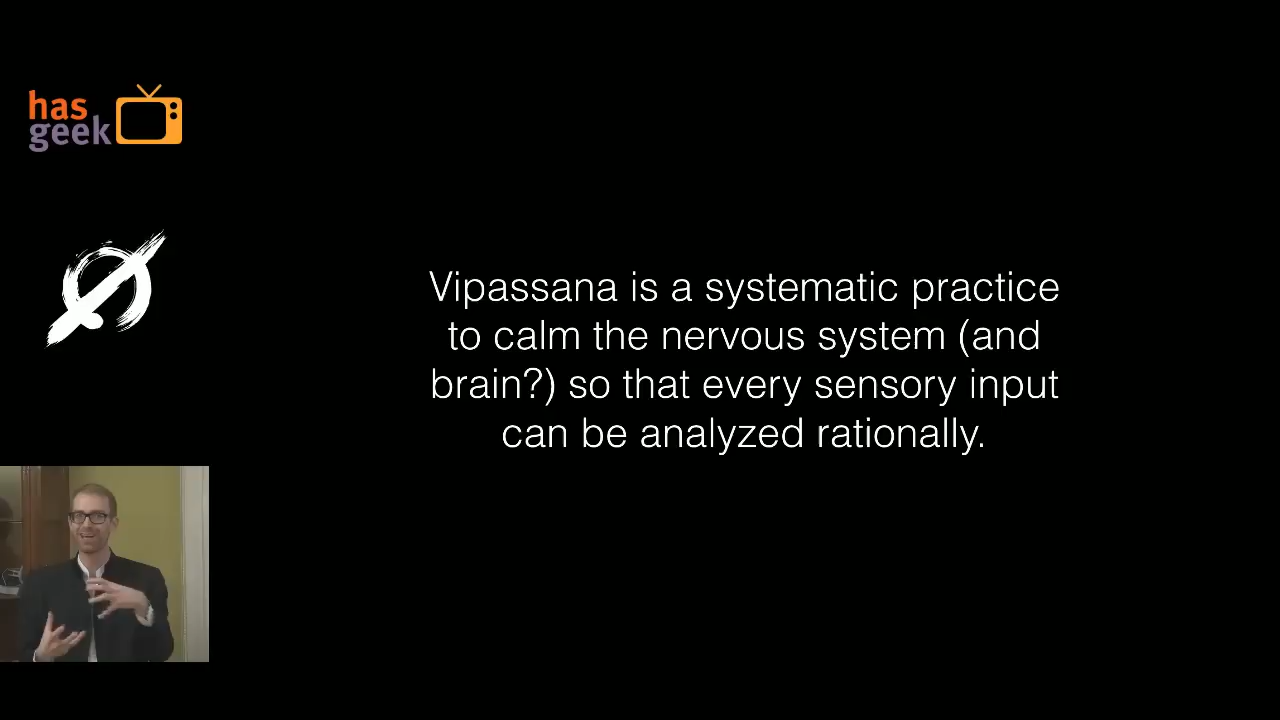 has
geek
Vipassana is a systematic practice
to calm the nervous system (and
brain?) so that every sensory input
can be analyzed rationally.